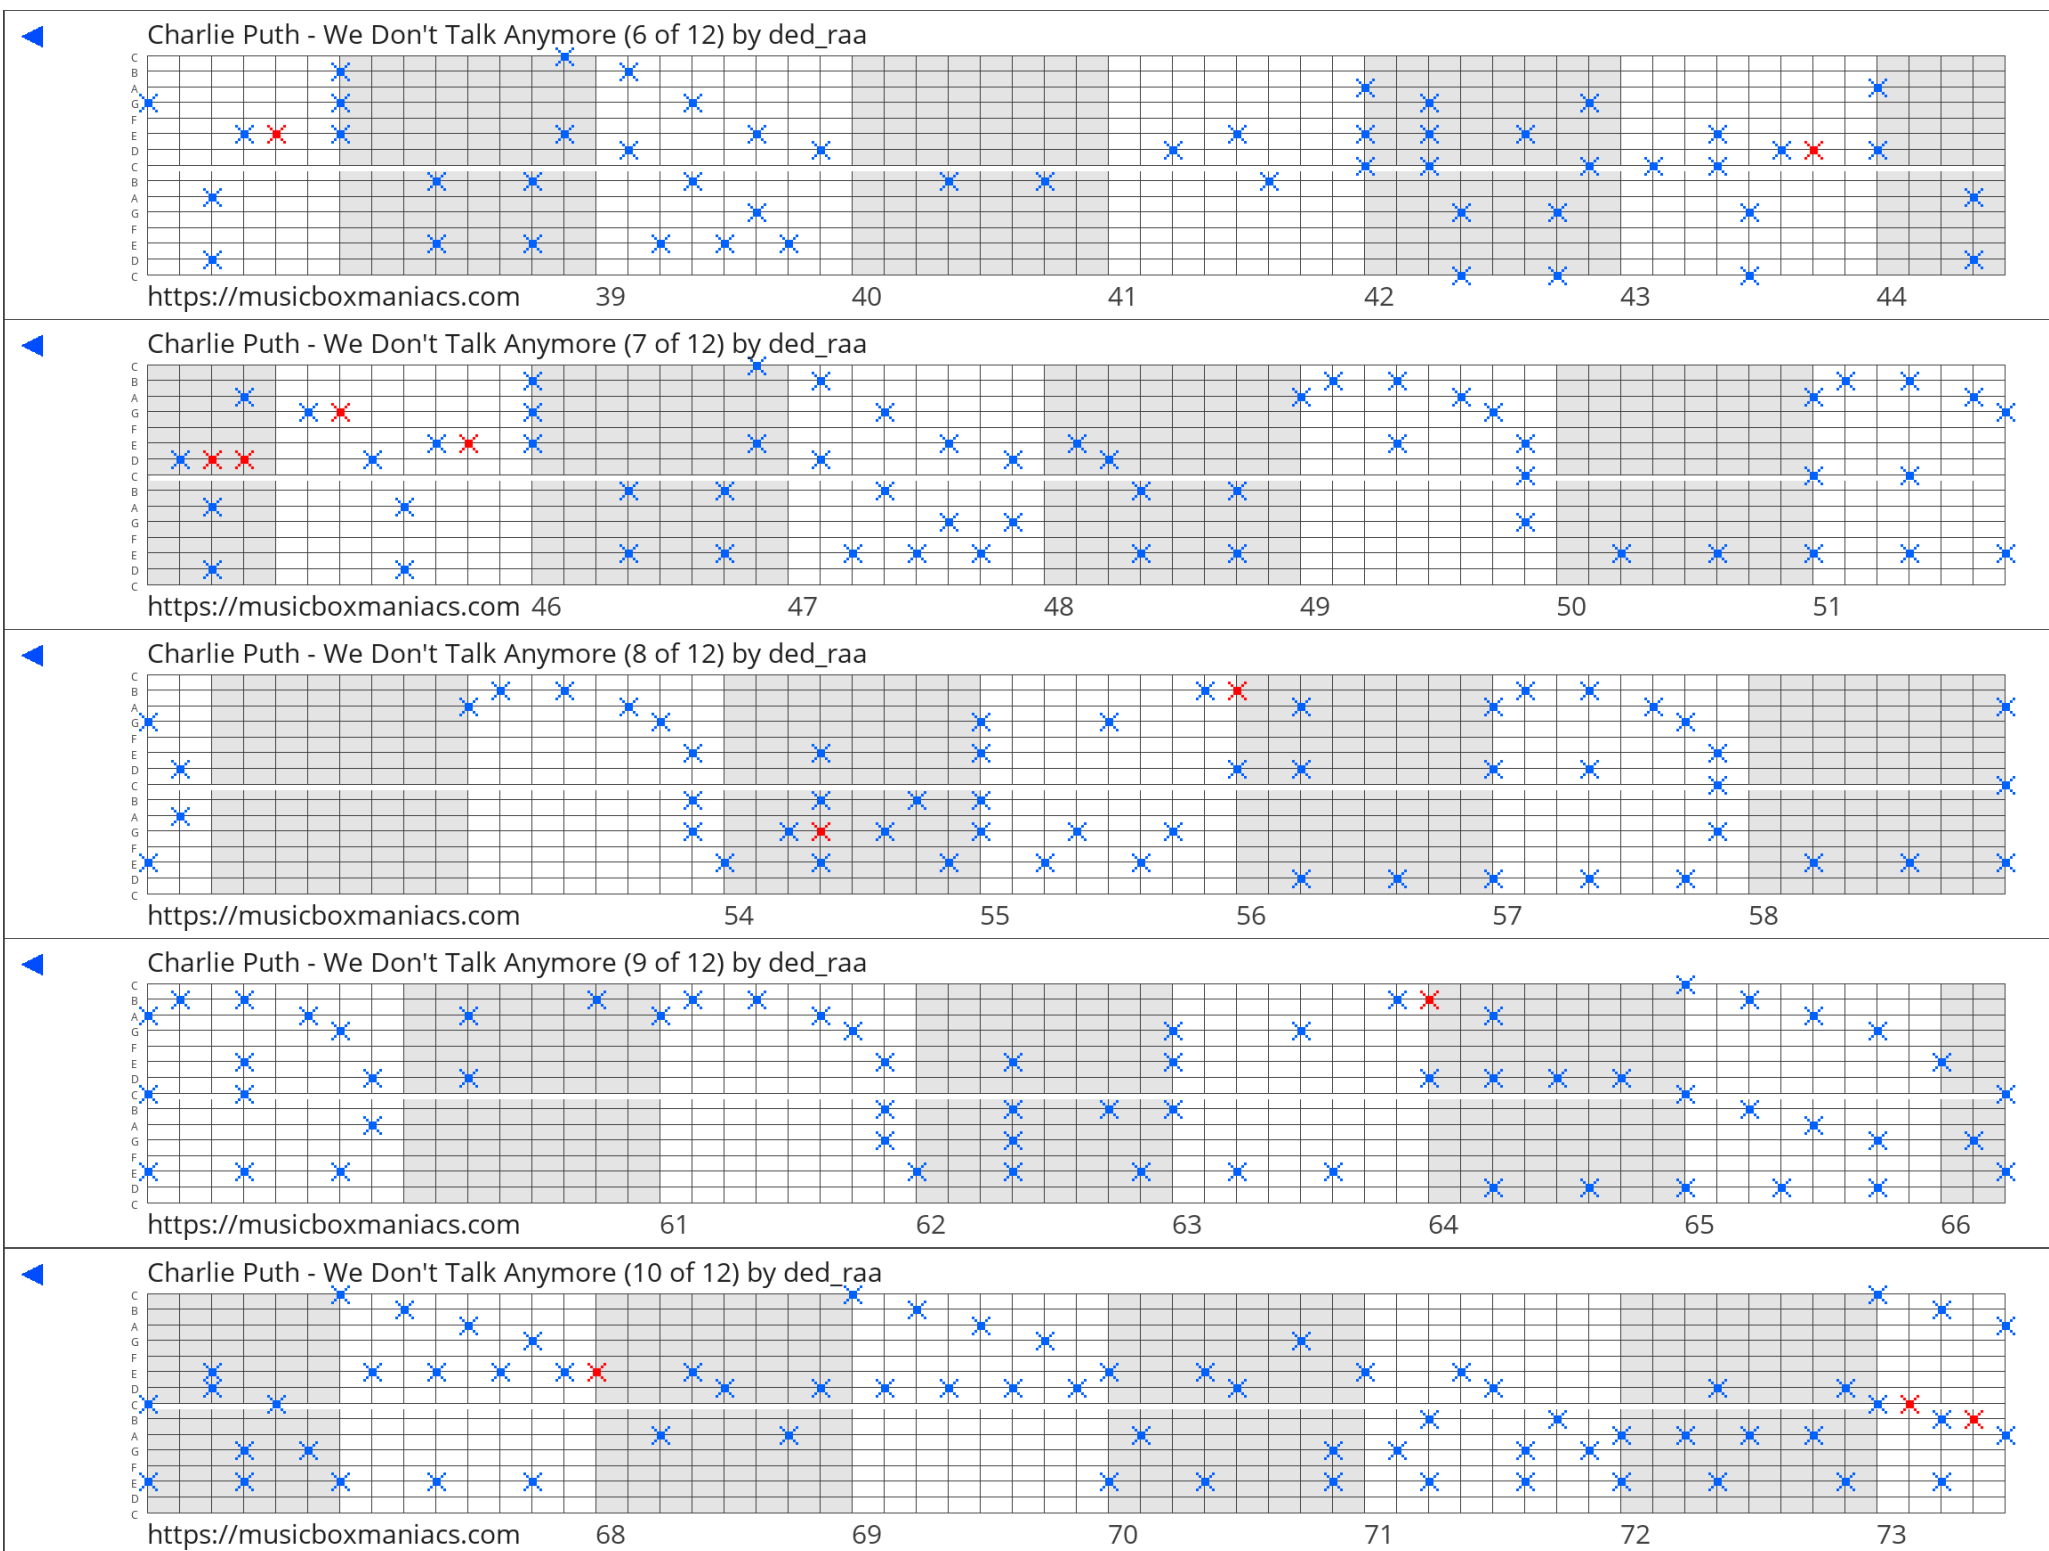 Charlie Puth - We Don't Talk Anymore (6 of 12) by ded_raa
C
B
A
G
F
E
D
C
B
A
G
F
E
D
C
https://musicboxmaniacs.com 39 40 41 42 43 44
Charlie Puth - We Don't Talk Anymore (7 of 12) by ded_raa
C
B
A
G
F
E
D
C
B
A
G
F
E
D
C
https://musicboxmaniacs.com 46 47 48 49 50 51
Charlie Puth - We Don't Talk Anymore (8 of 12) by ded_raa
C
B
A
G
F
E
D
C
B
A
G
F
E
D
C
https://musicboxmaniacs.com 54 55 56 57 58
Charlie Puth - We Don't Talk Anymore (9 of 12) by ded_raa
C
B
A
G
F
E
D
C
B
A
G
F
E
D
C
https://musicboxmaniacs.com 61 62 63 64 65 66
Charlie Puth - We Don't Talk Anymore (10 of 12) by ded_raa
C
B
A
G
F
E
D
C
B
A
G
F
E
D
C
https://musicboxmaniacs.com 68 69 70 71 72 73